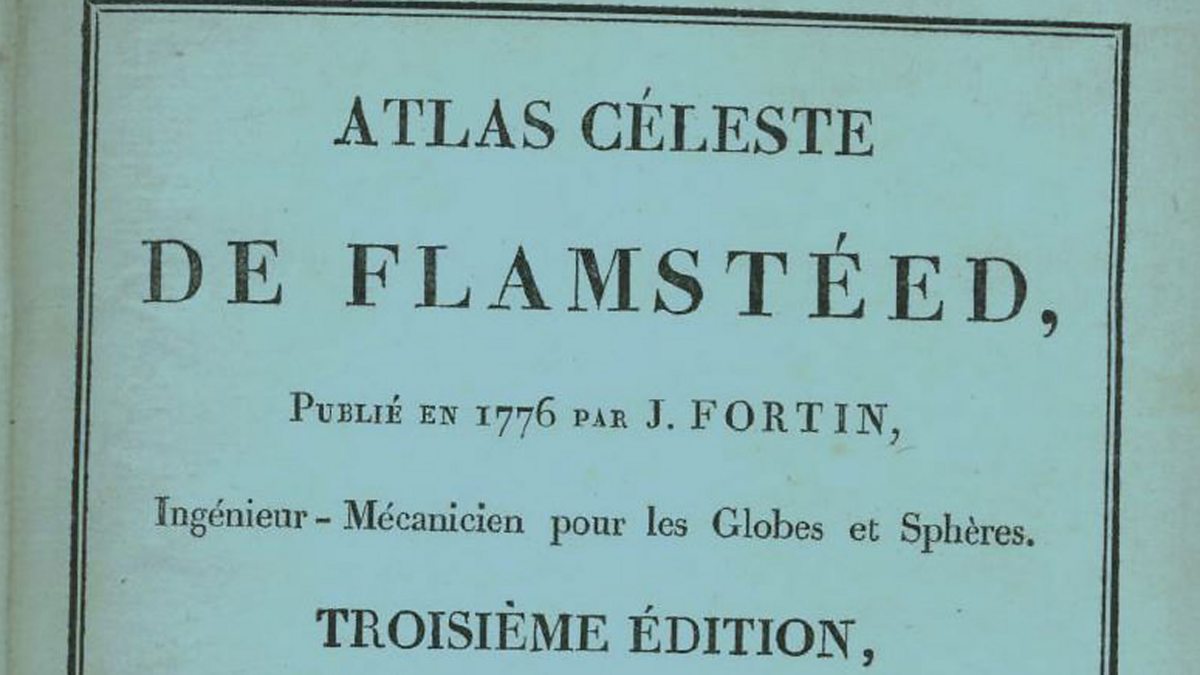 ATLAS CÉLESTE
DE FLAMSTÉED,
PUBLIÉ EN 1776 PAR J. FORTIN,
Ingénieur-Mécanicien pour les Globes et Sphères.
TROISIÈME ÉDITION,